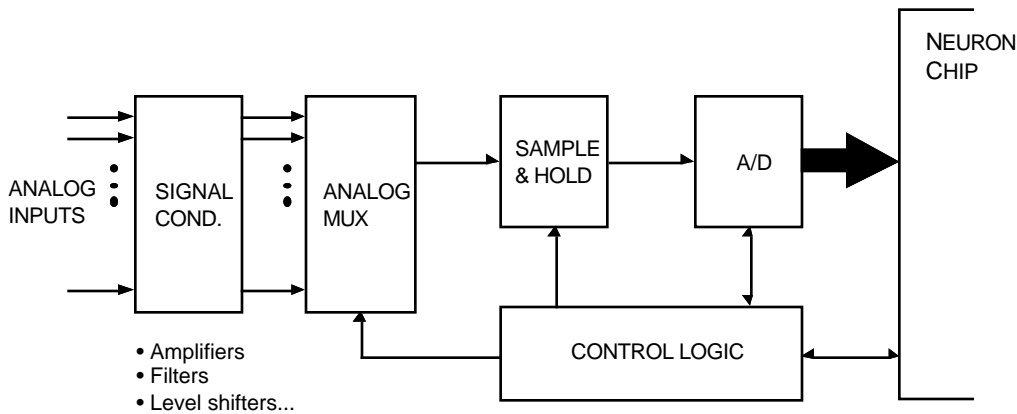 NEURON
CHIP
ANALOG
INPUTS
SIGNAL
COND.
ANALOG
MUX
SAMPLE
& HOLD
A/D
CONTROL LOGIC
• Amplifiers
• Filters
• Level shifters...